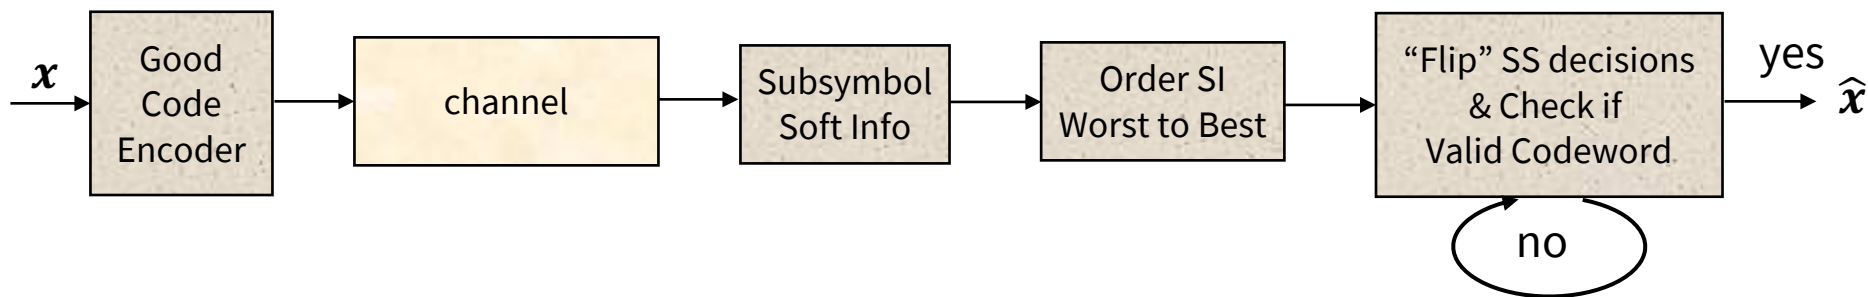 x
Good
Code
Encoder
channel
Subsymbol
Soft Info
Order SI
Worst to Best
“Flip” SS decisions
& Check if
Valid Codeword
yes
x̂
no